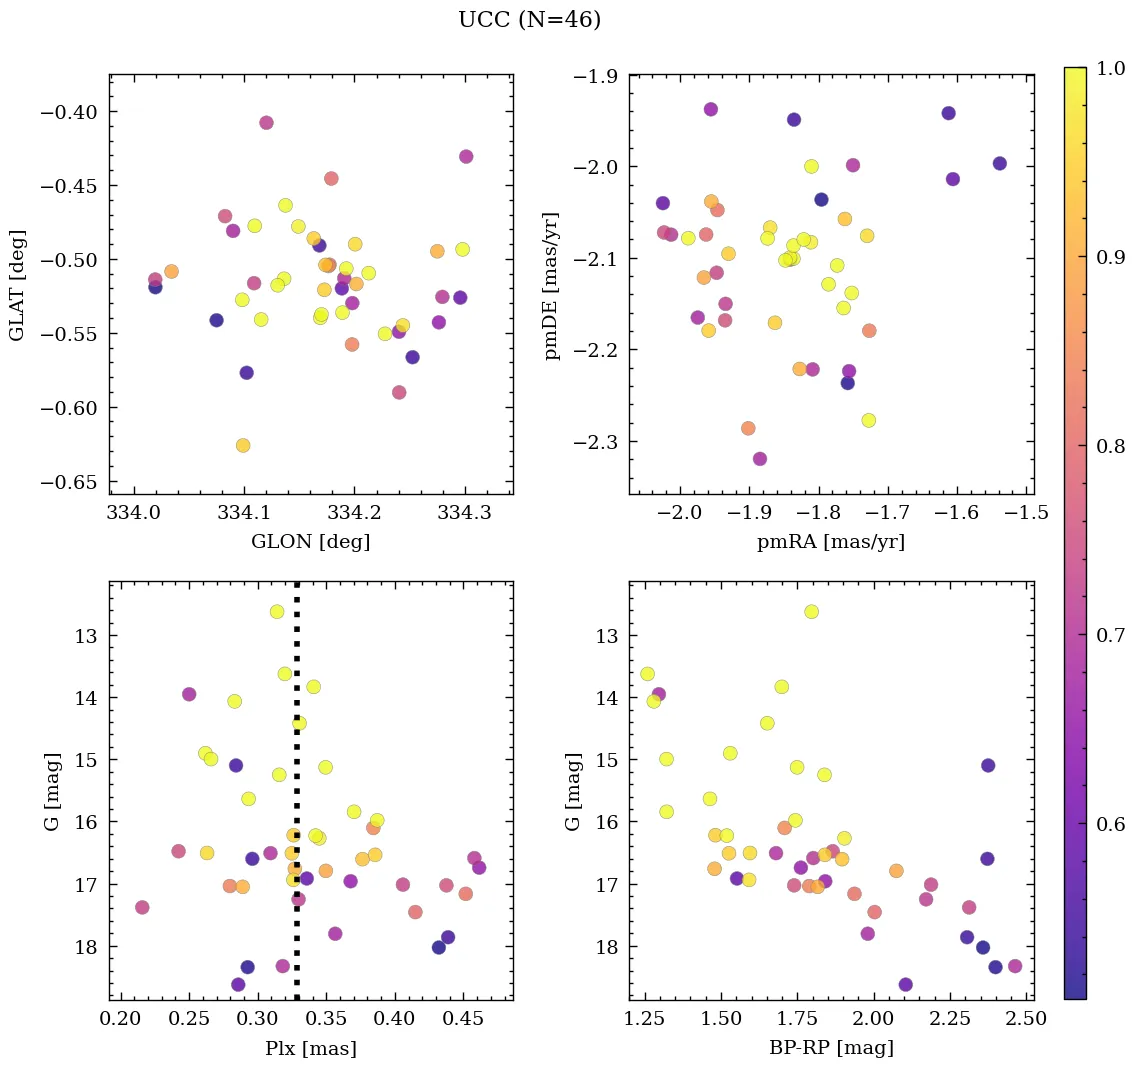 UCC (N=46)
−0.40
−0.45
−0.50
−0.55
−0.60
−0.65
GLAT [deg]
334.0 334.1 334.2 334.3
GLON [deg]
−1.9
−2.0
−2.1
−2.2
−2.3
pmDE [mas/yr]
−2.0 −1.9 −1.8 −1.7 −1.6 −1.5
pmRA [mas/yr]
13
14
15
16
17
18
G [mag]
0.20 0.25 0.30 0.35 0.40 0.45
Plx [mas]
13
14
15
16
17
18
G [mag]
1.25 1.50 1.75 2.00 2.25 2.50
BP-RP [mag]
1.0
0.9
0.8
0.7
0.6